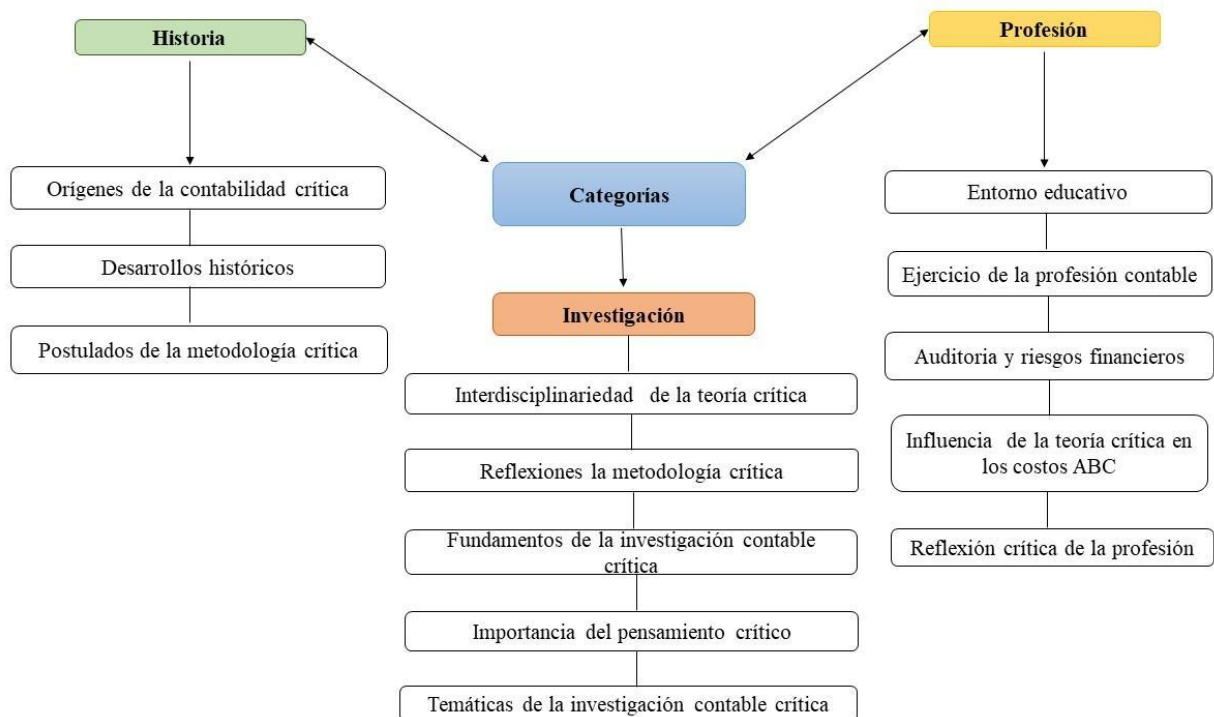 Historia
Orígenes de la contabilidad crítica
Desarrollos históricos
Postulados de la metodología crítica
Categorías
Investigación
Interdisciplinariedad de la teoría crítica
Reflexiones la metodología crítica
Fundamentos de la investigación contable
crítica
Importancia del pensamiento crítico
Temáticas de la investigación contable crítica
Profesión
Entorno educativo
Ejercicio de la profesión contable
Auditoria y riesgos financieros
Influencia de la teoría crítica en
los costos ABC
Reflexión crítica de la profesión